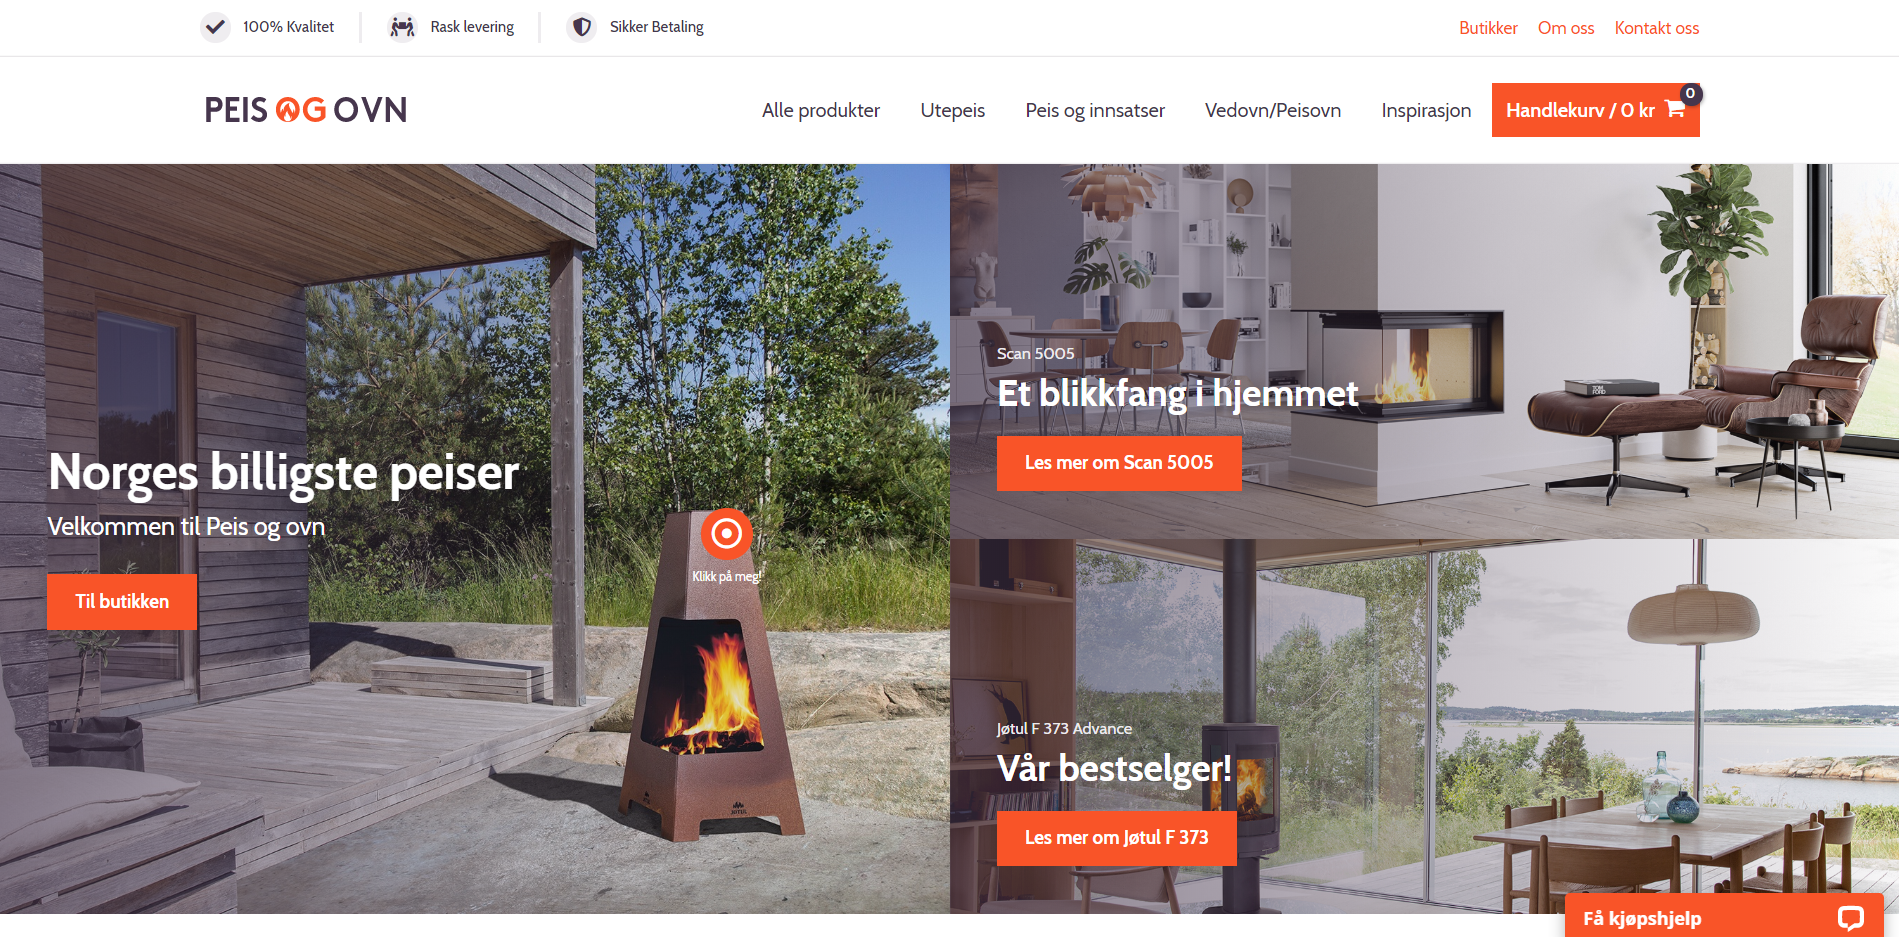 100% Kvalitet
Rask levering
Sikker Betaling
Butikker
Om oss
Kontakt oss
PEIS OG OVN
Alle produkter
Utepeis
Peis og innsatser
Vedovn/Peisovn
Inspirasjon
Handlekurv / 0 kr
0
Norges billigste peiser
Velkommen til Peis og ovn
Til butikken
Klikk på meg!
JØTUL
Scan 5005
Et blikkfang i hjemmet
Les mer om Scan 5005
TOM
FORD
Jøtul F 373 Advance
Vår bestselger!
Les mer om Jøtul F 373
Få kjøpshjelp